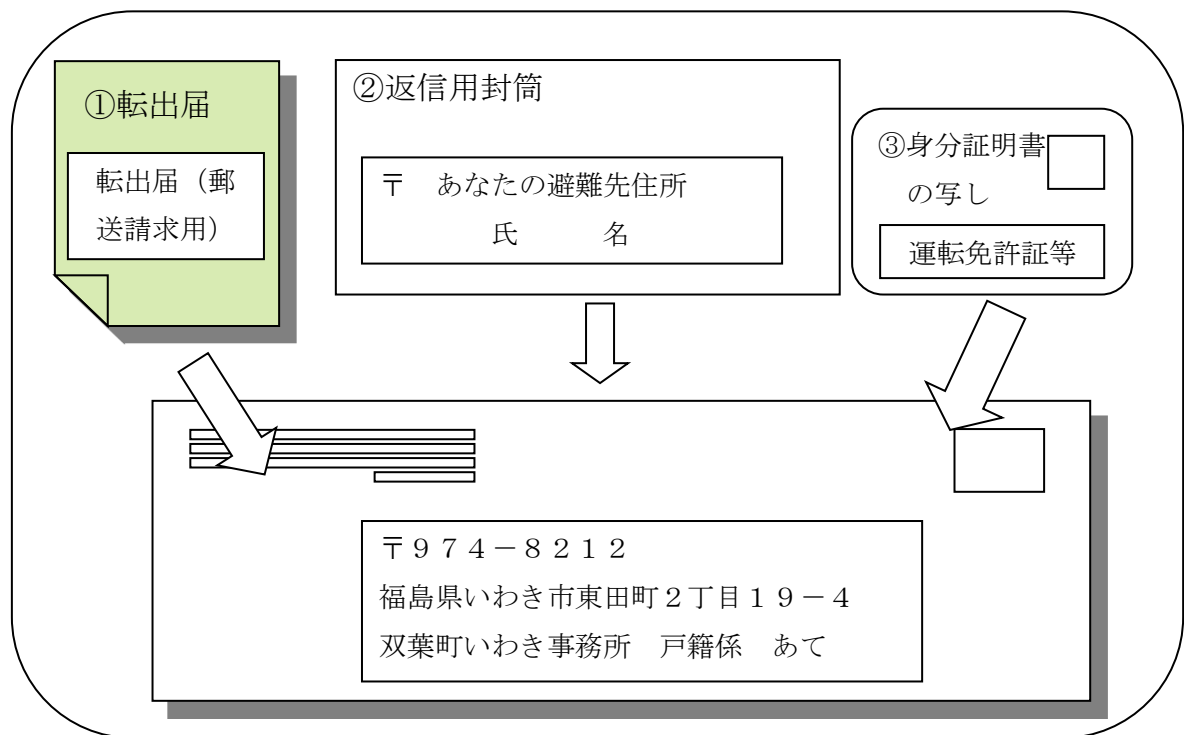 ①転出届
転出届（郵
送請求用）
②返信用封筒
〒　あなたの避難先住所
氏　　　名
③身分証明書
の写し
運転免許証等
〒９７４－８２１２
福島県いわき市東田町２丁目１９－４
双葉町いわき事務所　戸籍係　あて